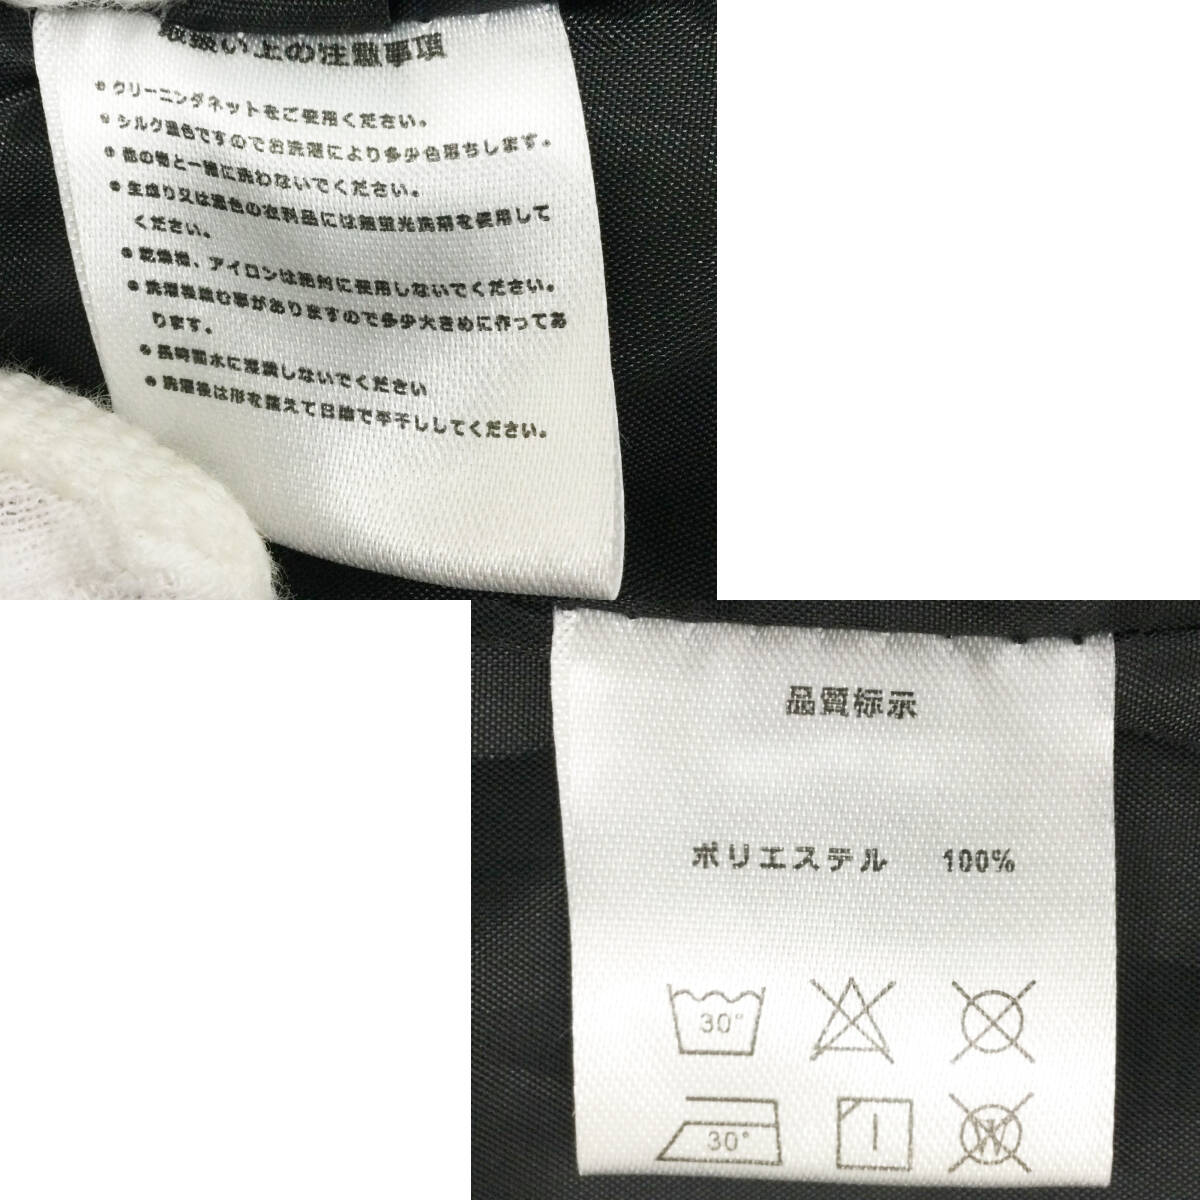 取扱い上の注意事項
● クリーニングネットをご使用ください。
● シルク混色ですのでお洗濯により多少色落ちします。
● 他の物と一緒に洗わないでください。
● 生成り又は濃色の衣料品には無蛍光洗剤を使用して
ください。
● 乾燥機、アイロンは絶対に使用しないでください。
● 洗濯後縮む事がありますので多少大きめに作ってあ
ります。
● 長時間水に浸漬しないでください
● 洗濯後は形を整えて日陰で平干ししてください。
品質标示
ポリエステル 100%
30°
30°
W